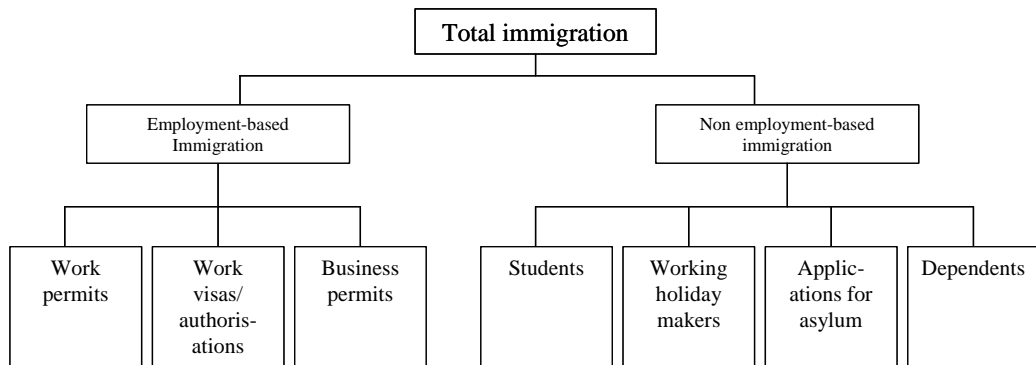 Total immigration
Employment-based
Immigration
Non employment-based
immigration
Work
permits
Work
visas/
authoris-
ations
Business
permits
Students
Working
holiday
makers
Applic-
ations for
asylum
Dependents